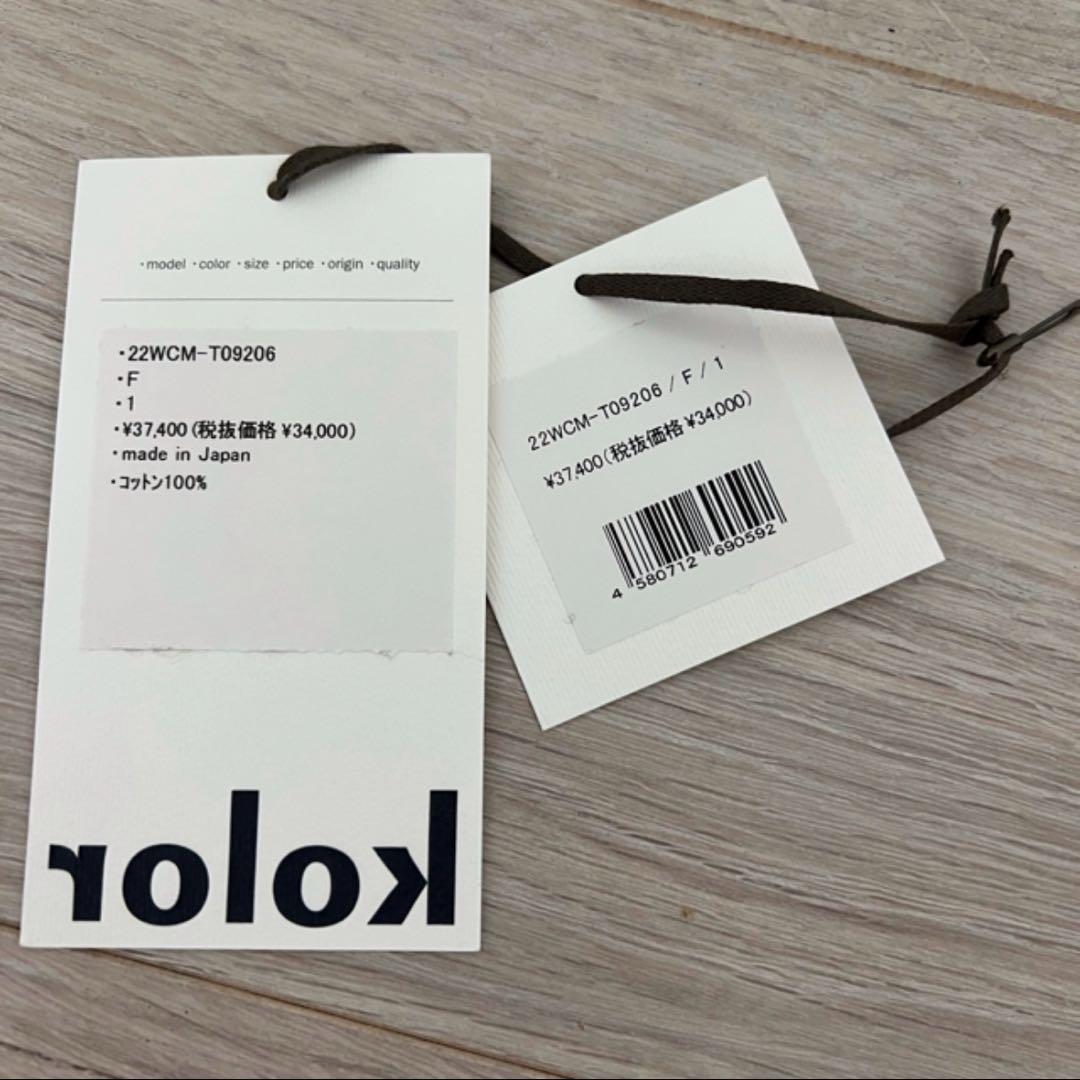 ・model ・color ・size ・price ・origin ・quality
・22WCM-T09206
・F
・1
・¥37,400（税抜価格 ¥34,000）
・made in Japan
・コットン100%
kolor
22WCM-T09206 / F / 1
¥37,400（税抜価格 ¥34,000）
4 580712 690592